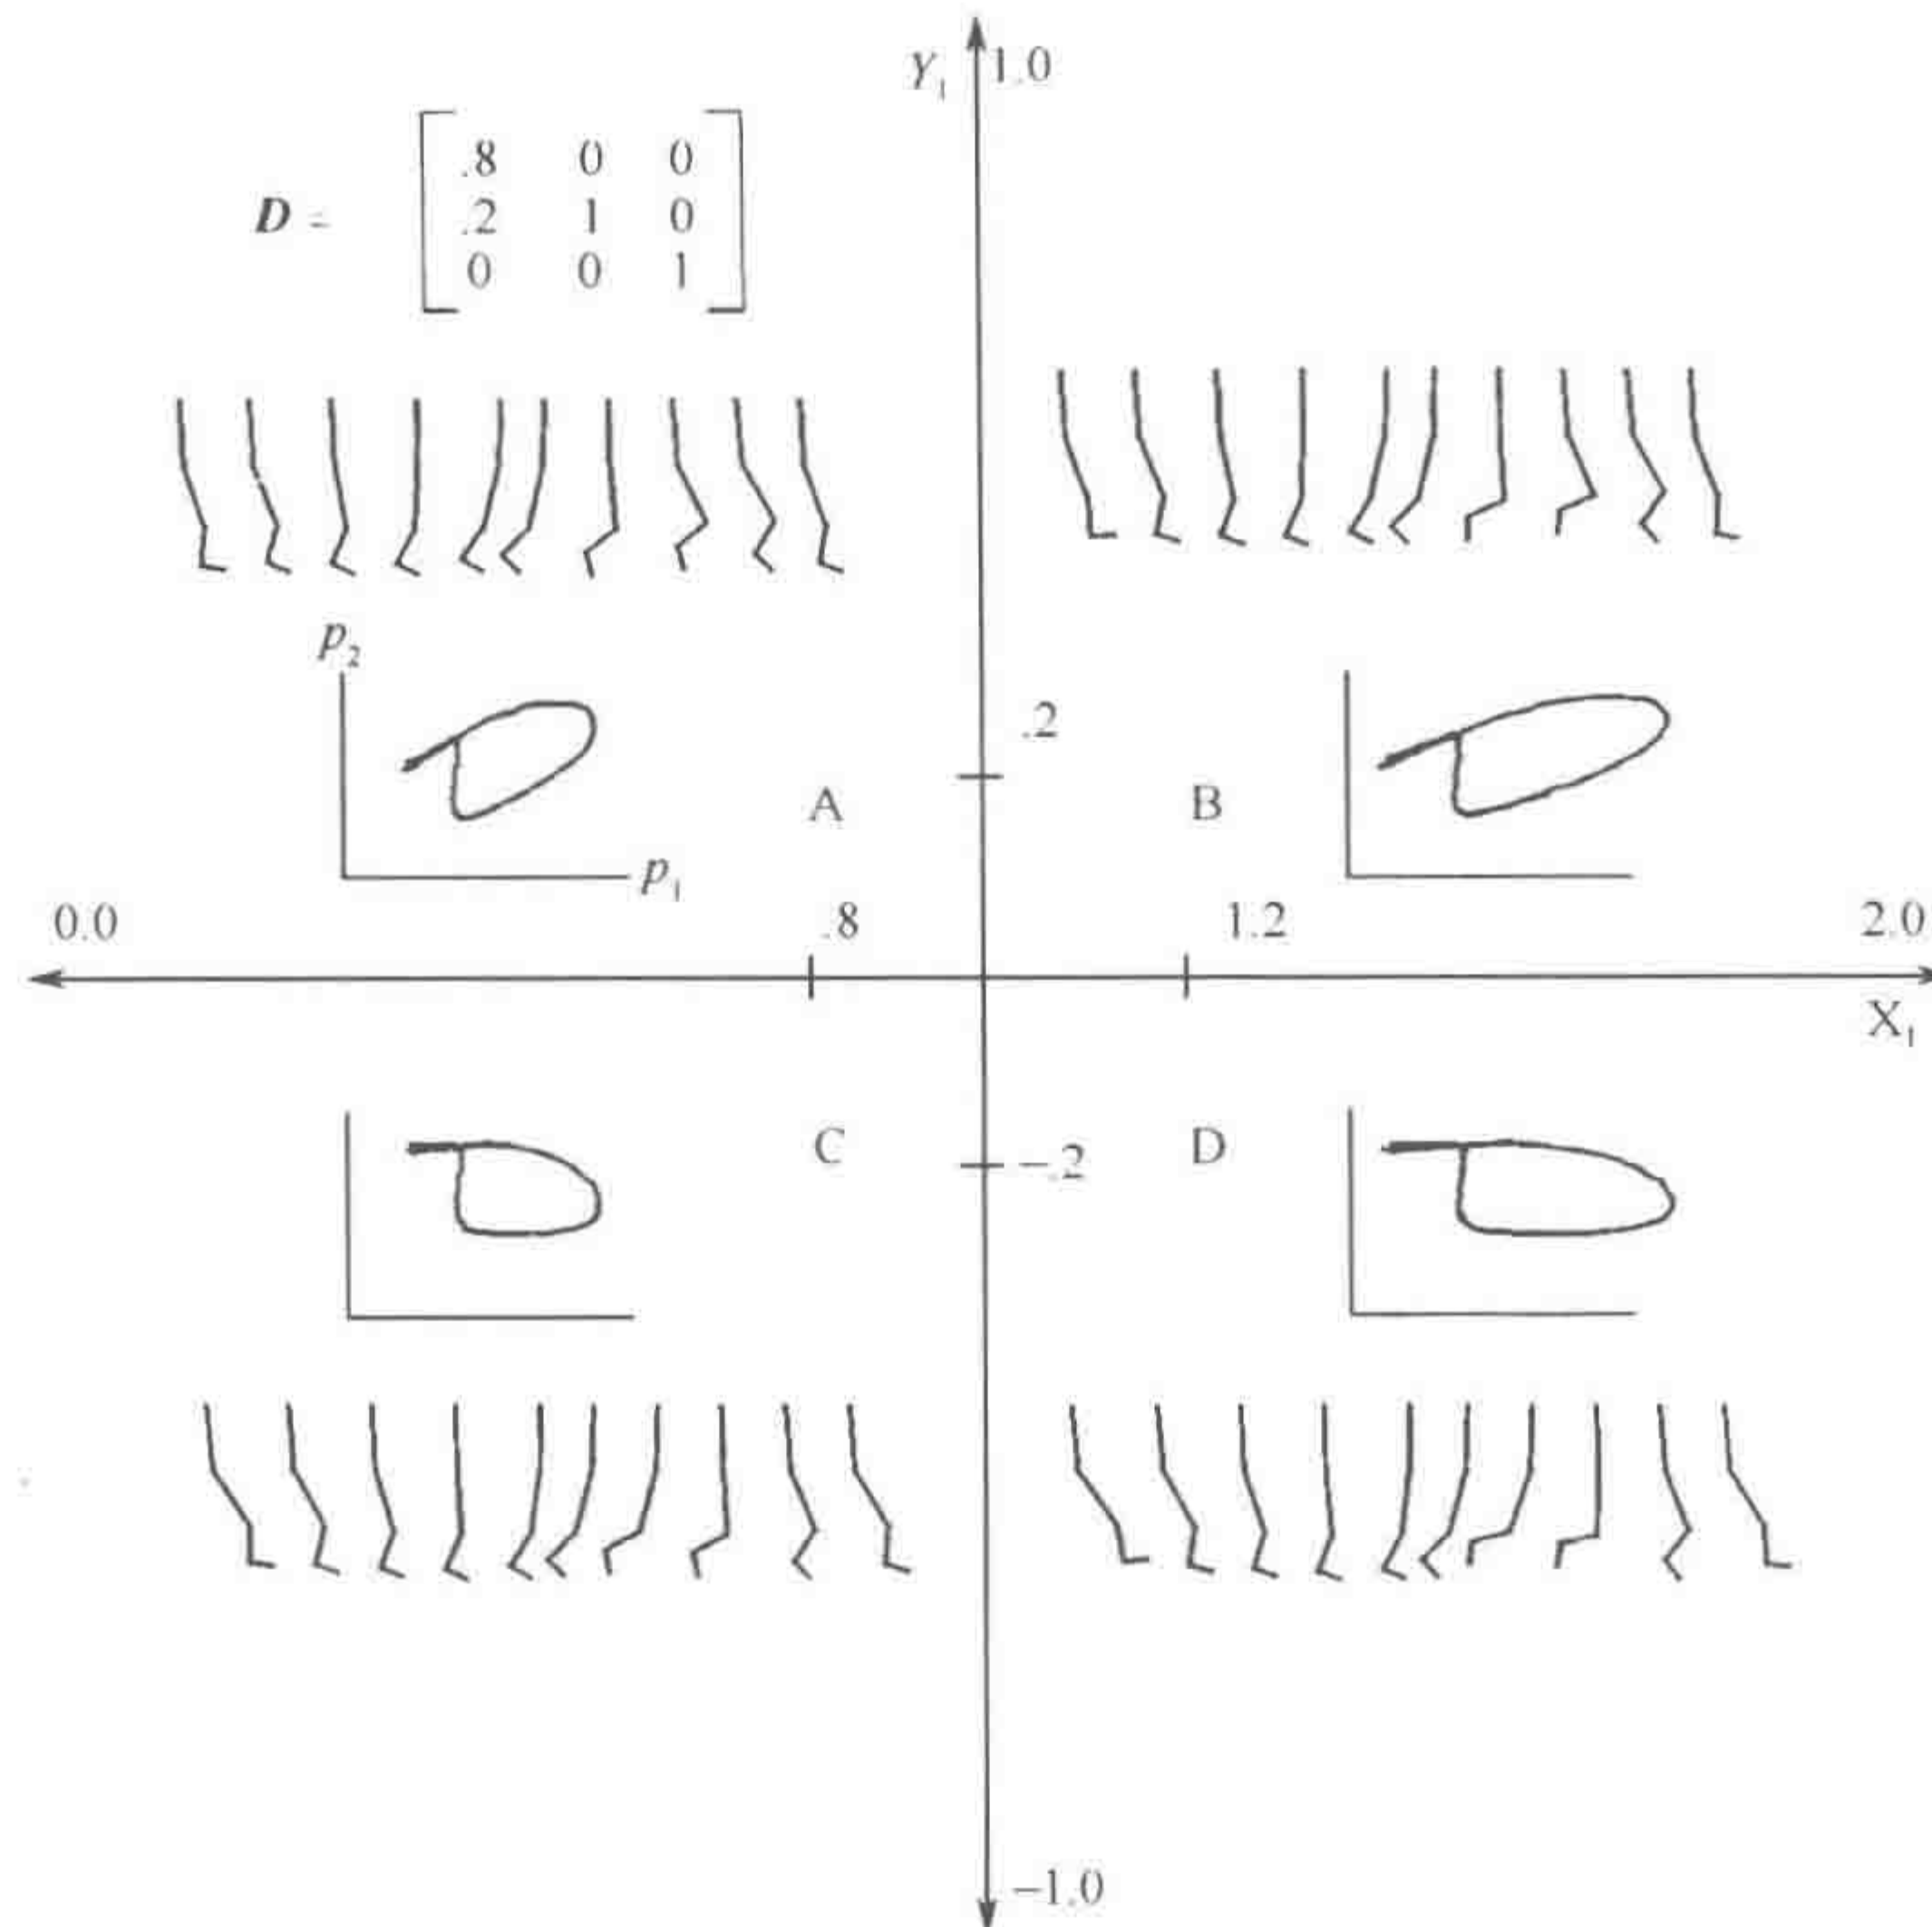 Y₁ 1.0
D = [ .8 0 0
.2 1 0
0 0 1 ]
p₂
.2
A B
p₁
0.0 .8 1.2 2.0
X₁
C D
−.2
−1.0